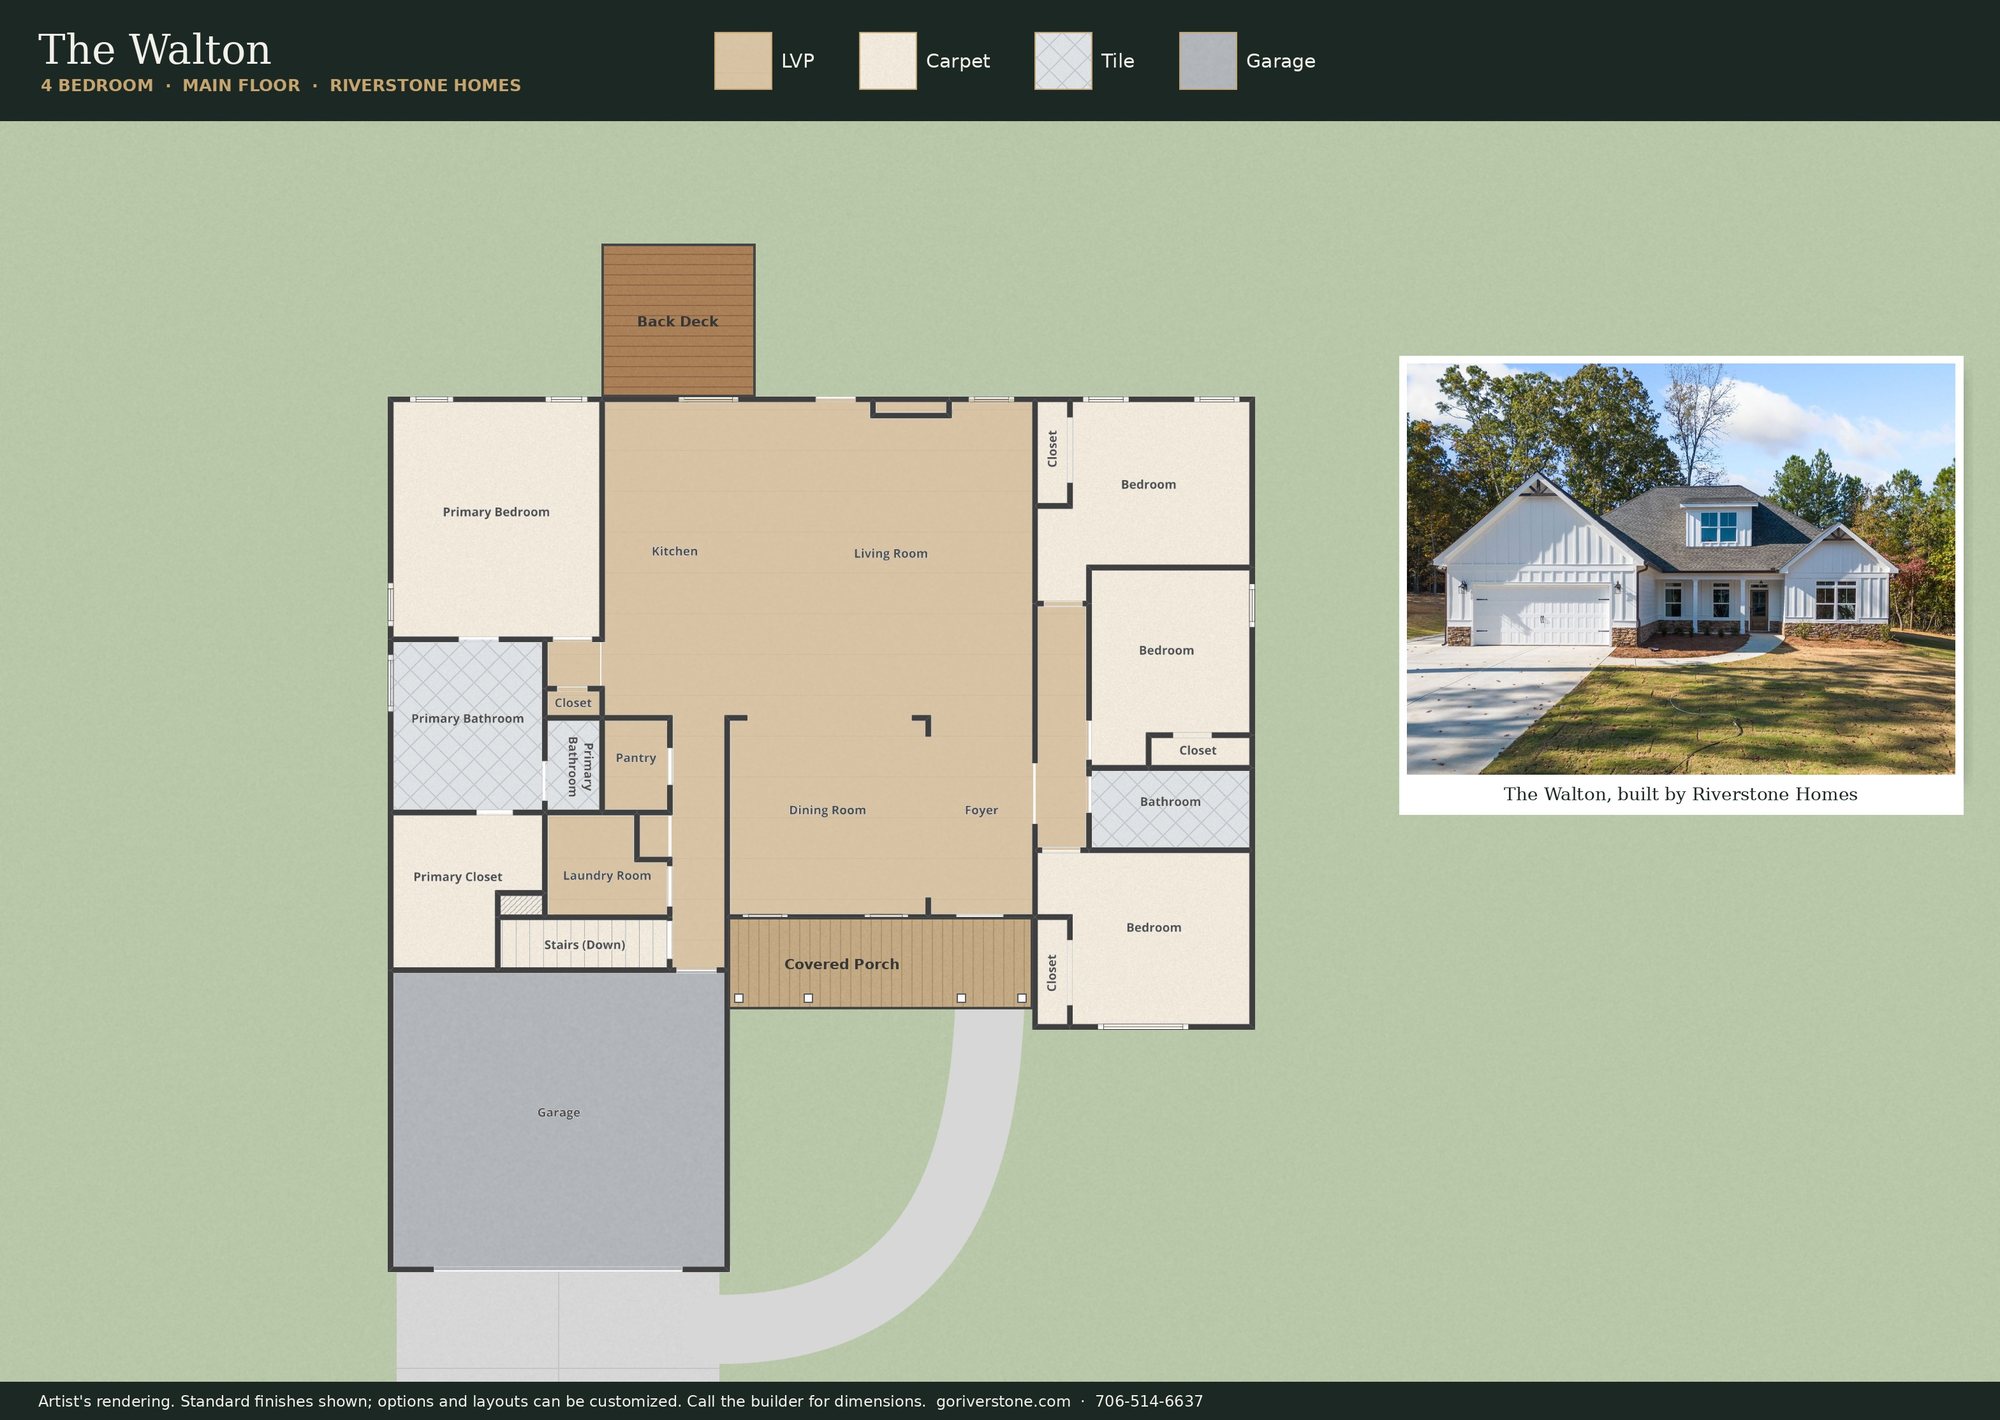 The Walton
4 BEDROOM · MAIN FLOOR · RIVERSTONE HOMES
LVP
Carpet
Tile
Garage
Back Deck
Primary Bedroom
Kitchen
Living Room
Closet
Bedroom
Bedroom
Closet
Primary Bathroom
Closet
Primary
Bathroom
Pantry
Dining Room
Foyer
Bathroom
Primary Closet
Laundry Room
Stairs (Down)
Covered Porch
Closet
Bedroom
Garage
The Walton, built by Riverstone Homes
Artist's rendering. Standard finishes shown; options and layouts can be customized. Call the builder for dimensions. goriverstone.com · 706-514-6637